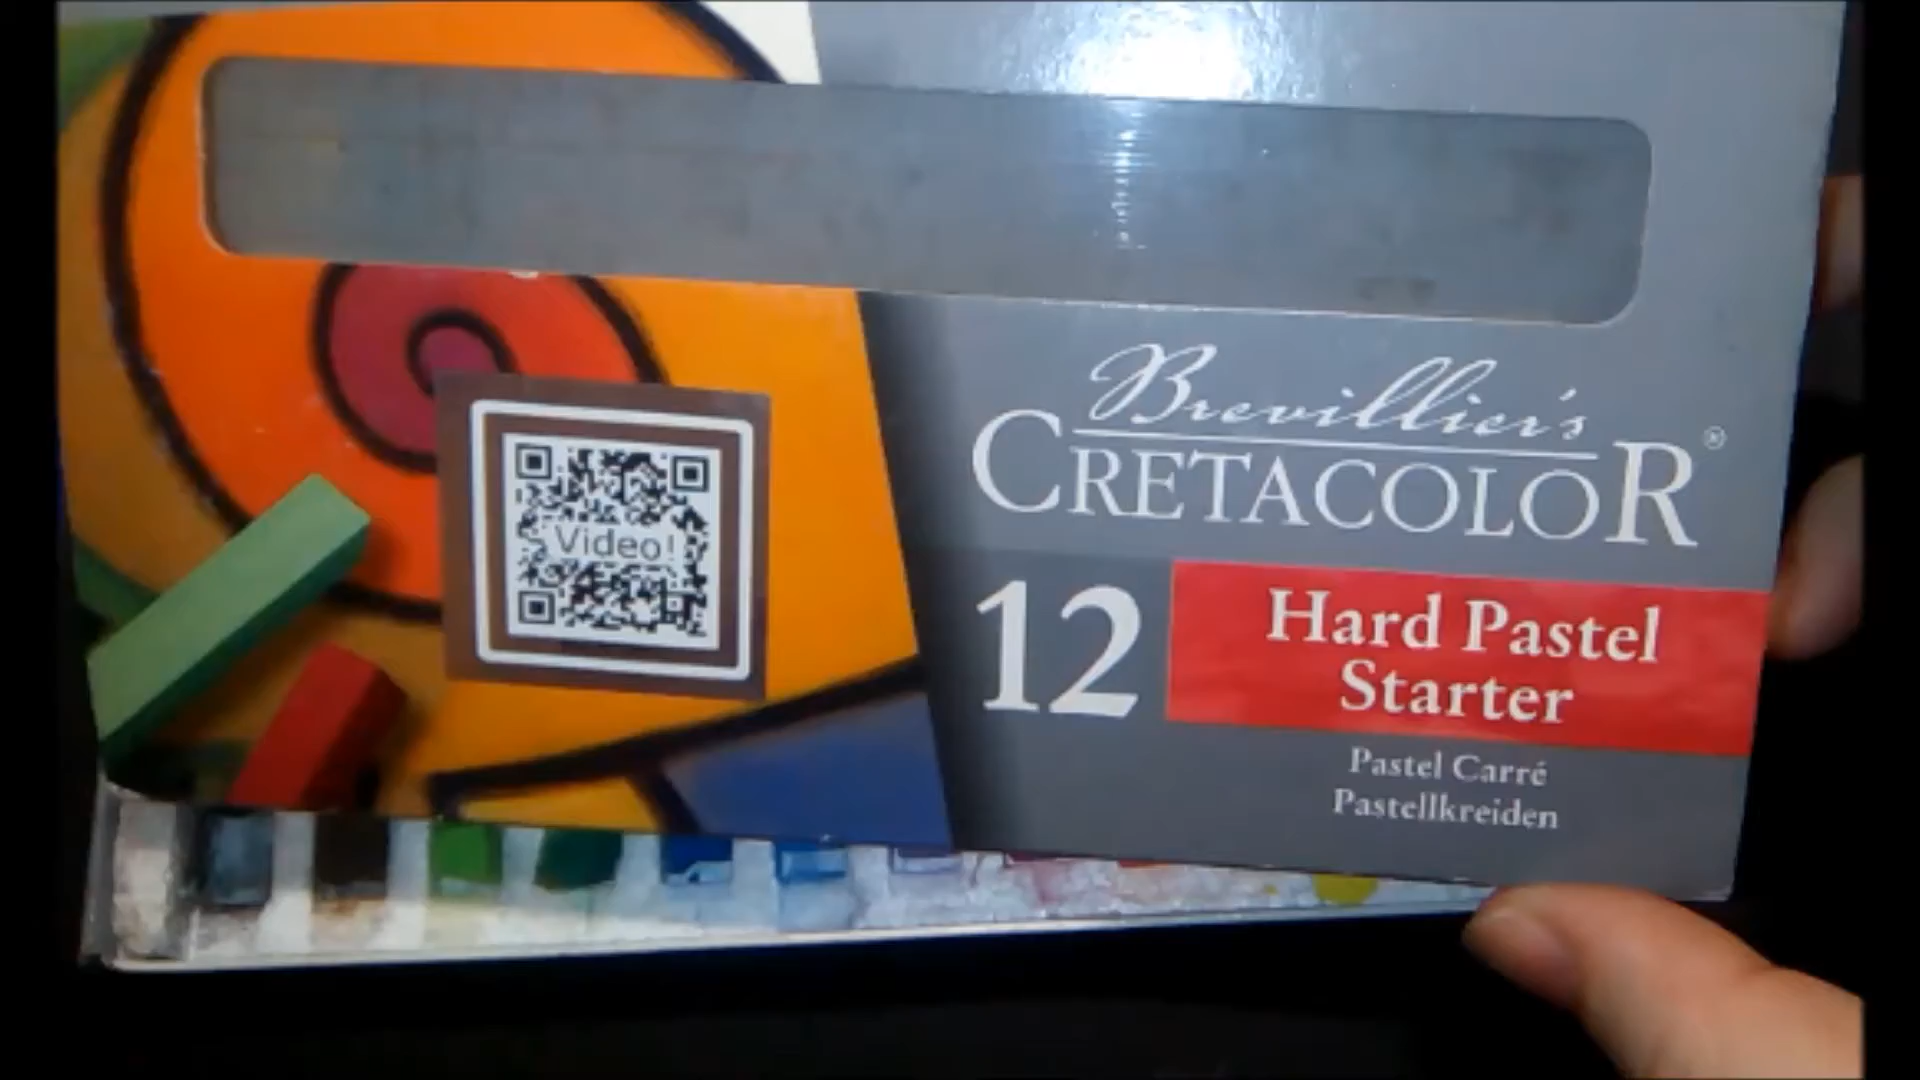 Brevillier's
CRETACOLOR®
Video!
12
Hard Pastel
Starter
Pastel Carré
Pastellkreiden